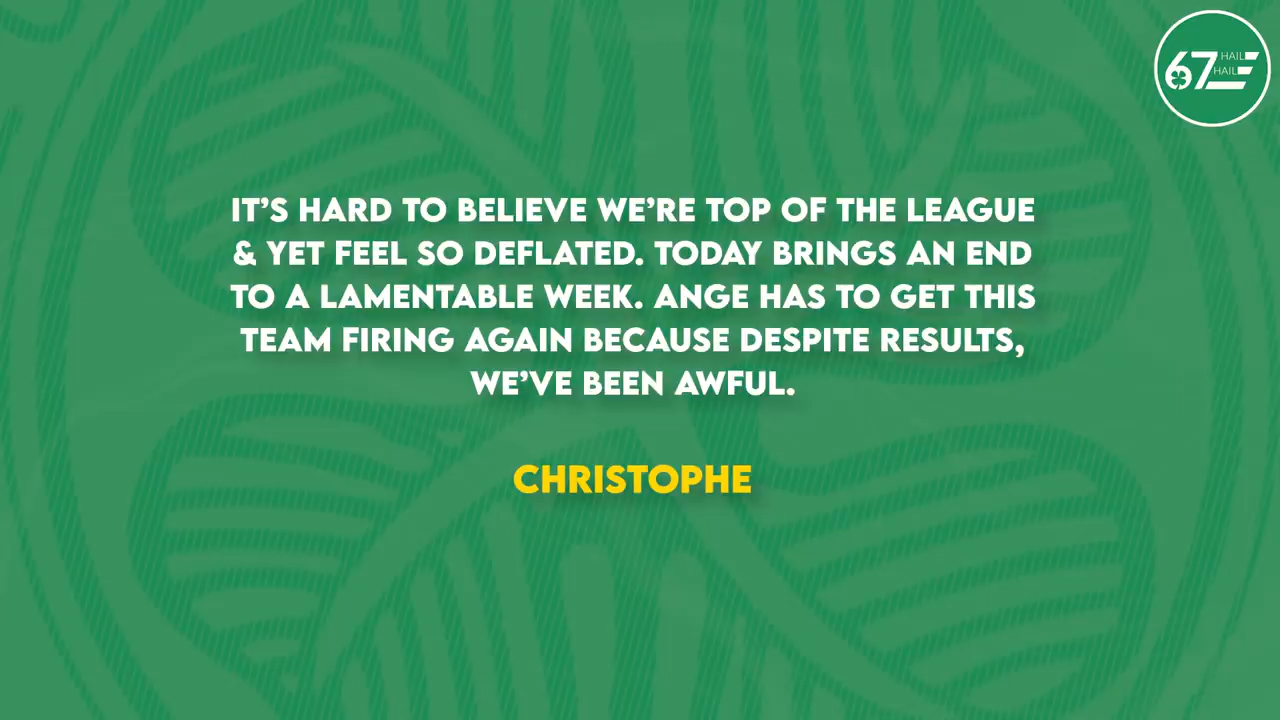 67 HAIL
HAIL
IT'S HARD TO BELIEVE WE'RE TOP OF THE LEAGUE
& YET FEEL SO DEFLATED. TODAY BRINGS AN END
TO A LAMENTABLE WEEK. ANGE HAS TO GET THIS
TEAM FIRING AGAIN BECAUSE DESPITE RESULTS,
WE'VE BEEN AWFUL.
CHRISTOPHE